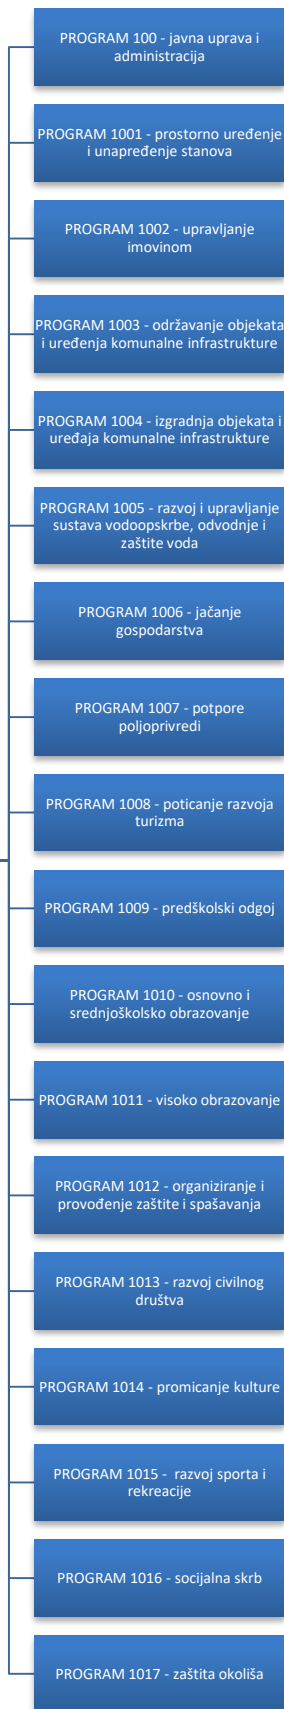 PROGRAM 100 - javna uprava i
administracija
PROGRAM 1001 - prostorno uređenje
i unapređenje stanova
PROGRAM 1002 - upravljanje
imovinom
PROGRAM 1003 - održavanje objekata
i uređenja komunalne infrastrukture
PROGRAM 1004 - izgradnja objekata i
uređaja komunalne infrastrukture
PROGRAM 1005 - razvoj i upravljanje
sustava vodoopskrbe, odvodnje i
zaštite voda
PROGRAM 1006 - jačanje
gospodarstva
PROGRAM 1007 - potpore
poljoprivredi
PROGRAM 1008 - poticanje razvoja
turizma
PROGRAM 1009 - predškolski odgoj
PROGRAM 1010 - osnovno i
srednjoškolsko obrazovanje
PROGRAM 1011 - visoko obrazovanje
PROGRAM 1012 - organiziranje i
provođenje zaštite i spašavanja
PROGRAM 1013 - razvoj civilnog
društva
PROGRAM 1014 - promicanje kulture
PROGRAM 1015 -  razvoj sporta i
rekreacije
PROGRAM 1016 - socijalna skrb
PROGRAM 1017 - zaštita okoliša